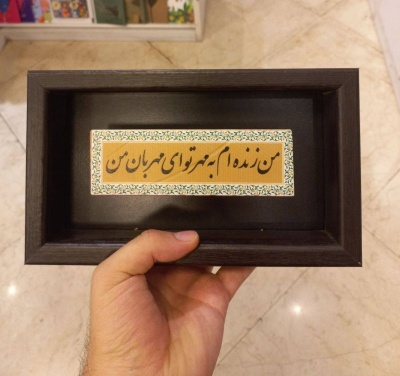 من زنده ام به مهر تو ای مهربان من